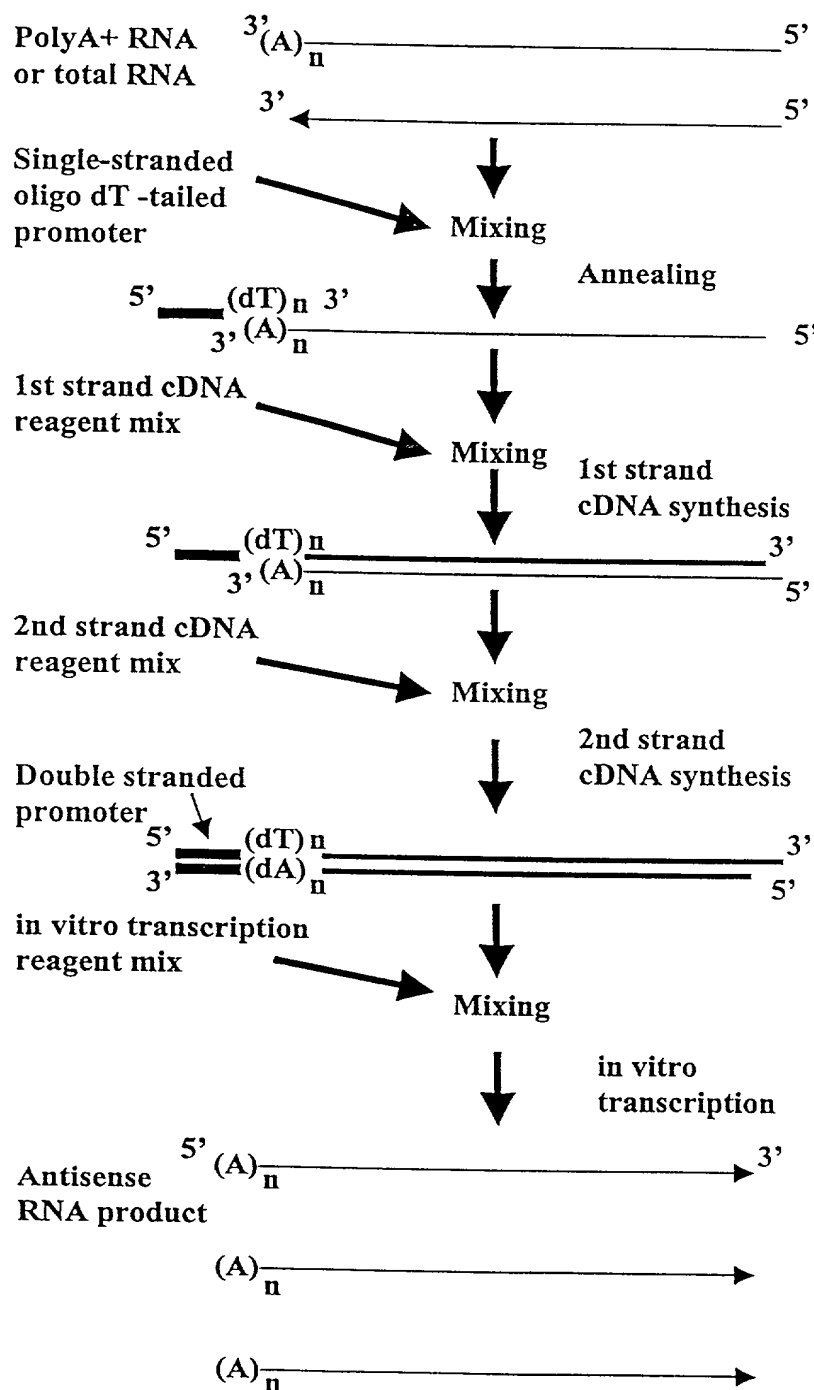 PolyA+ RNA
or total RNA
3’ (A)n 5’
3’ 5’
Single-stranded
oligo dT -tailed
promoter
Mixing
Annealing
5’ (dT)n 3’
3’ (A)n 5’
1st strand cDNA
reagent mix
Mixing
1st strand
cDNA synthesis
5’ (dT)n 3’
3’ (A)n 5’
2nd strand cDNA
reagent mix
Mixing
2nd strand
cDNA synthesis
Double stranded
promoter
5’ (dT)n 3’
3’ (dA)n 5’
in vitro transcription
reagent mix
Mixing
in vitro
transcription
5’ (A)n 3’
Antisense
RNA product
(A)n
(A)n